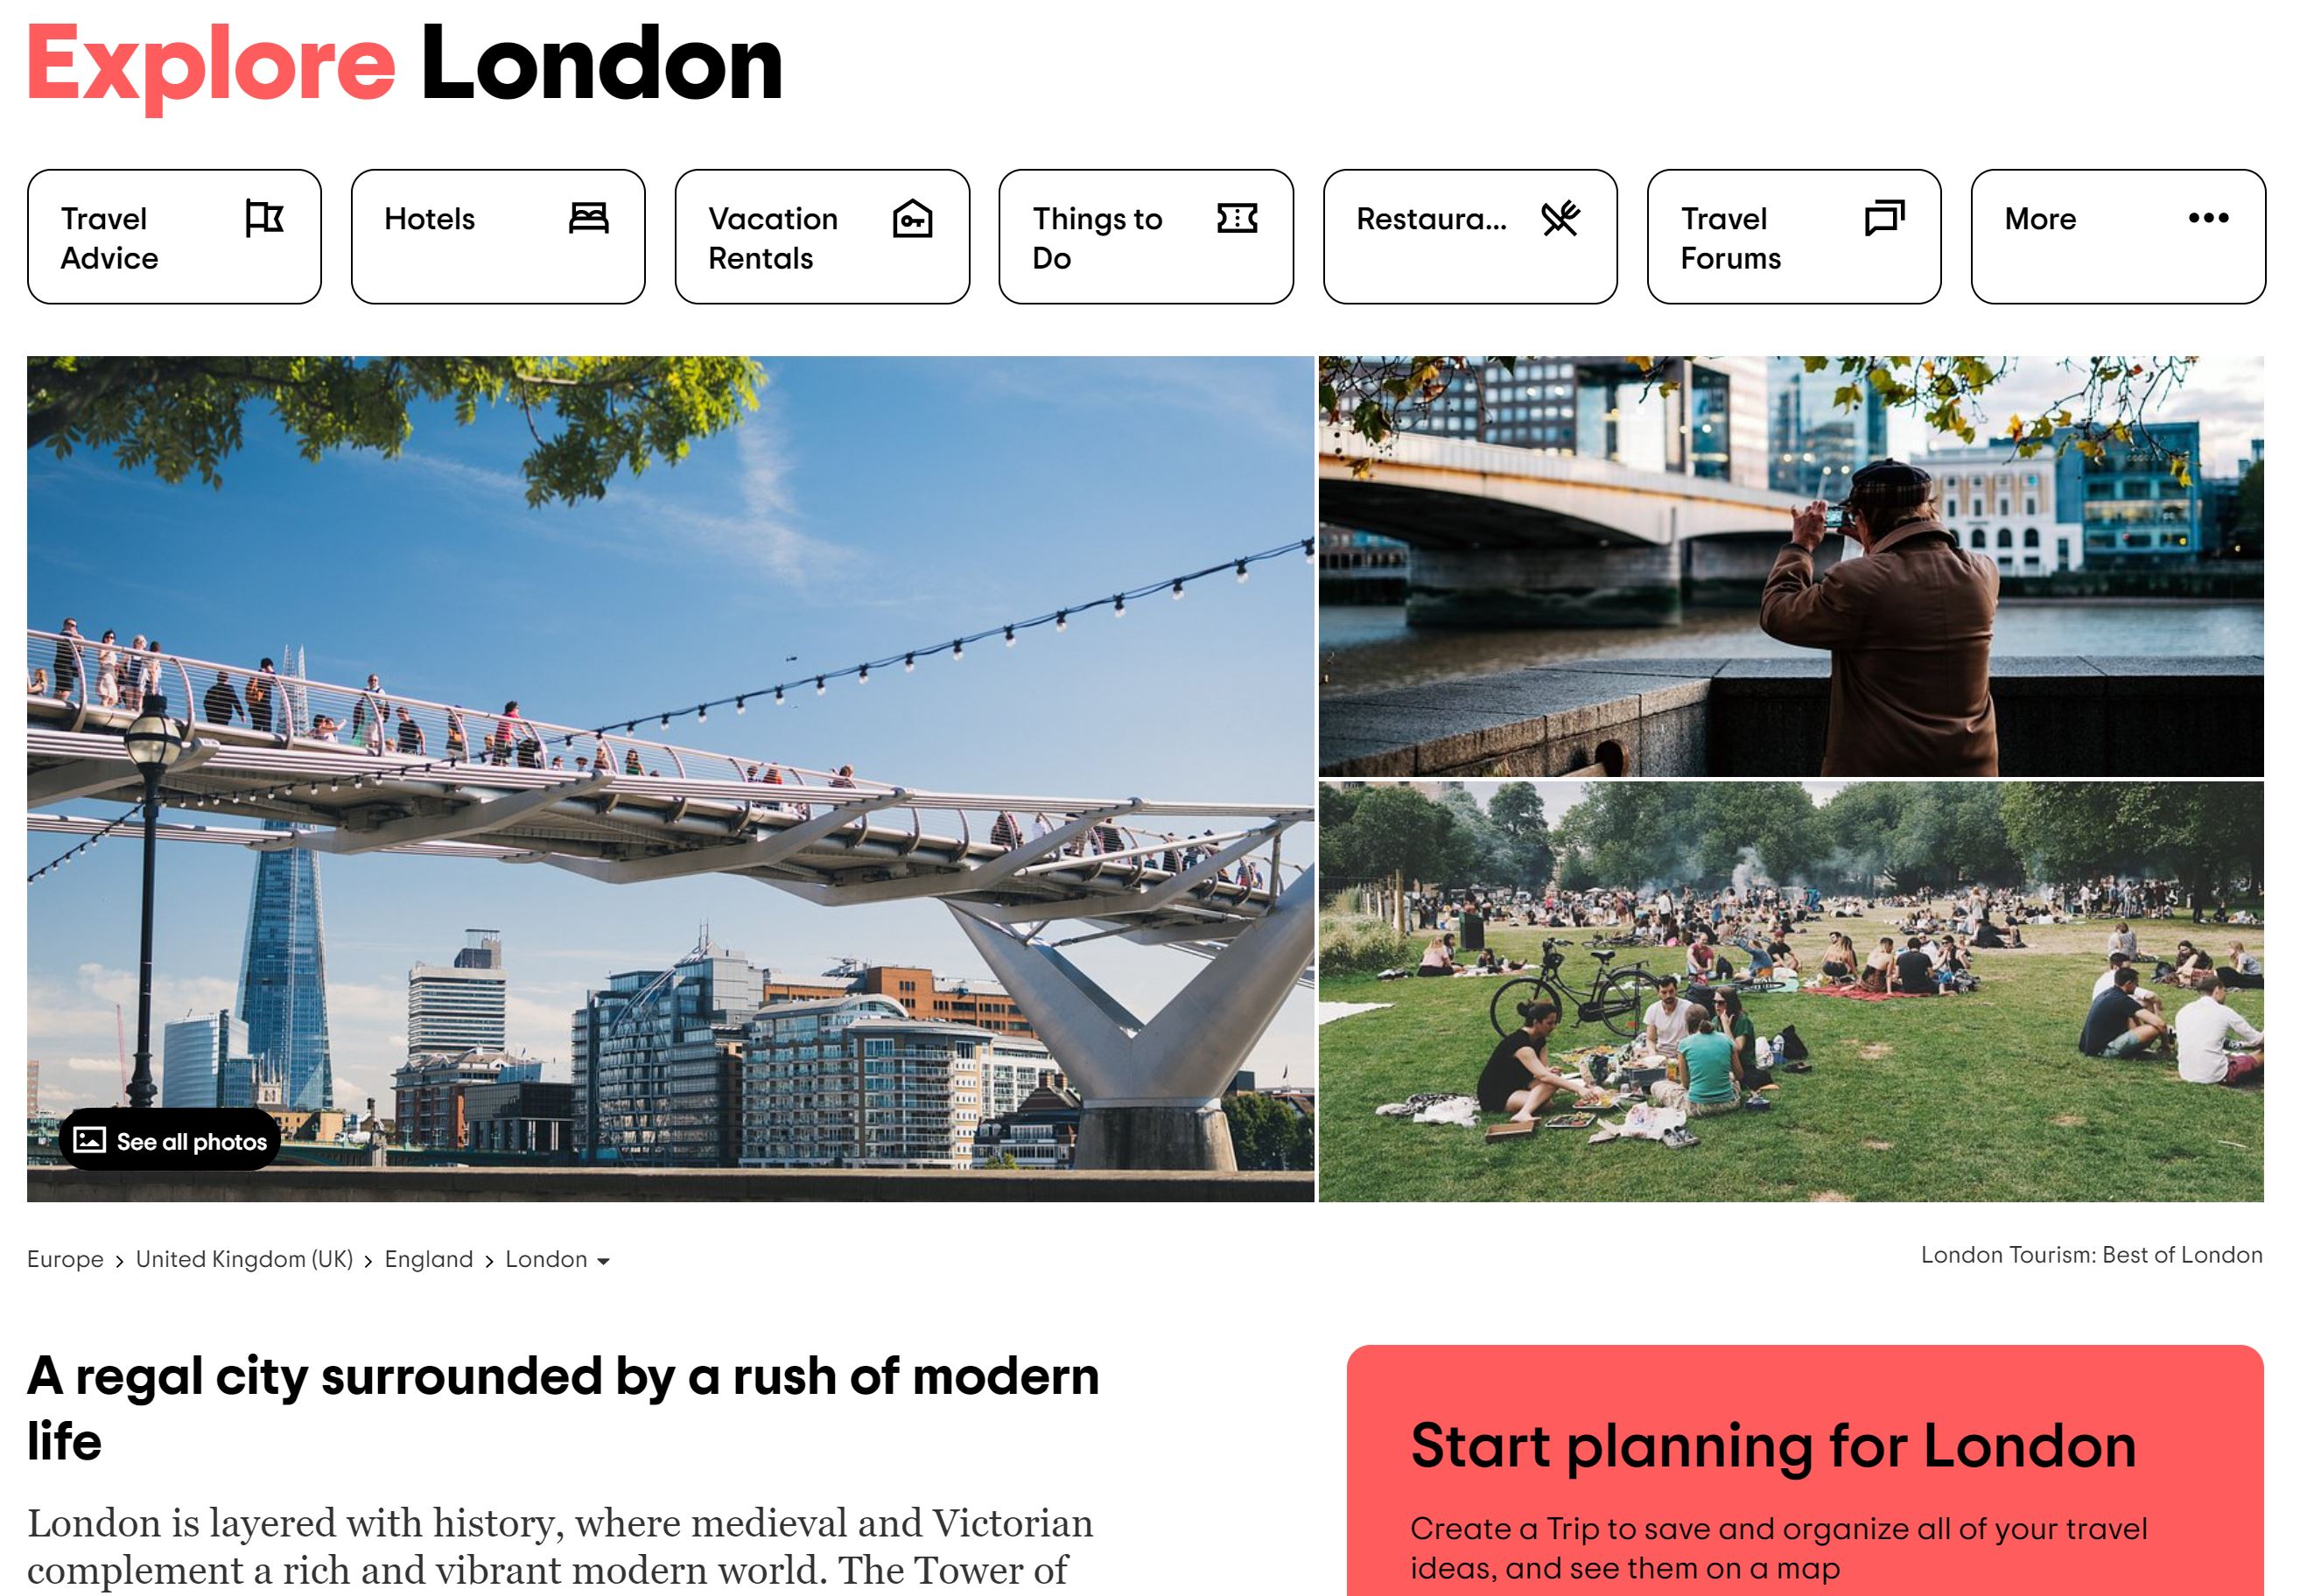 Explore London
Travel
Advice
Hotels
Vacation
Rentals
Things to
Do
Restaura...
Travel
Forums
More
See all photos
Europe › United Kingdom (UK) › England › London
London Tourism: Best of London
A regal city surrounded by a rush of modern
life
London is layered with history, where medieval and Victorian
complement a rich and vibrant modern world. The Tower of
Start planning for London
Create a Trip to save and organize all of your travel
ideas, and see them on a map